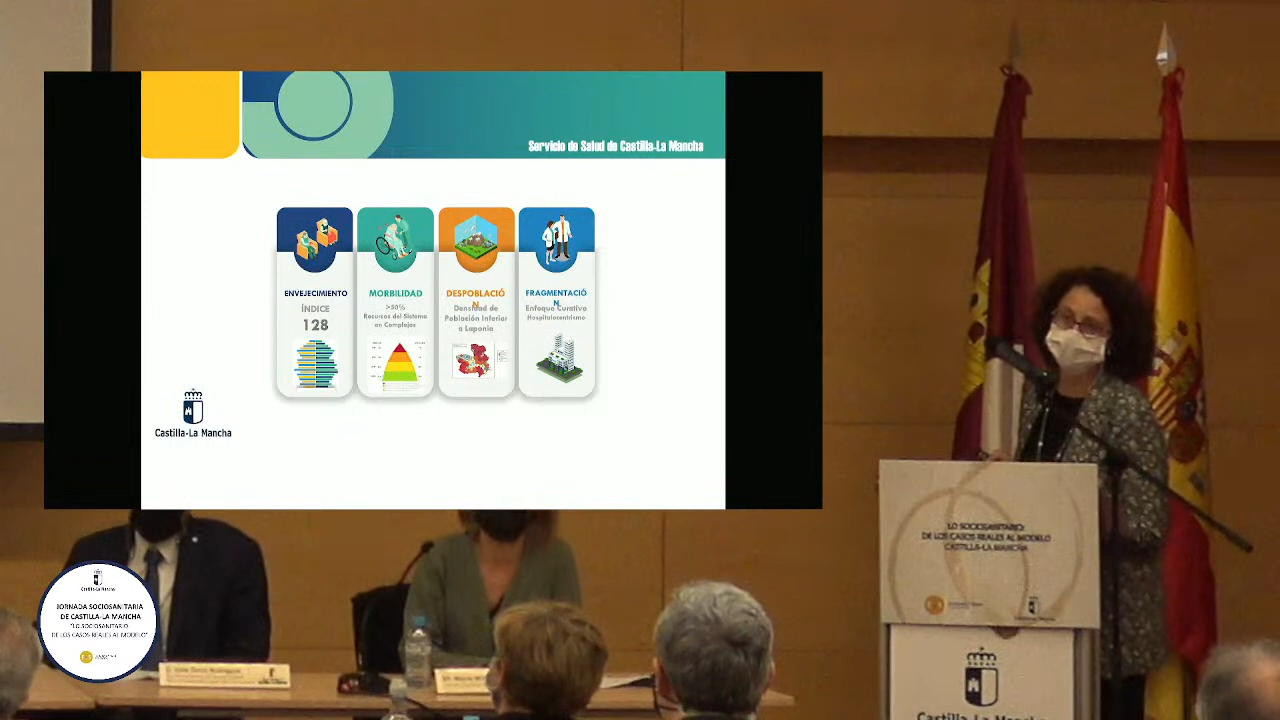 Servicio de Salud de Castilla-La Mancha
ENVEJECIMIENTO
ÍNDICE
128
MORBILIDAD
>50%
Recursos del Sistema
en Complejos
DESPOBLACIÓ
N
Densidad de
Población Inferior
a Laponia
FRAGMENTACIÓ
N
Enfoque Curativo
Hospitalocentrismo
Castilla-La Mancha
LO SOCIOSANITARIO:
DE LOS CASOS REALES AL MODELO
CASTILLA-LA MANCHA
Castilla-La Mancha
Castilla-La Mancha
JORNADA SOCIOSANITARIA
DE CASTILLA-LA MANCHA
"LO SOCIOSANITARIO
DE LOS CASOS REALES AL MODELO"